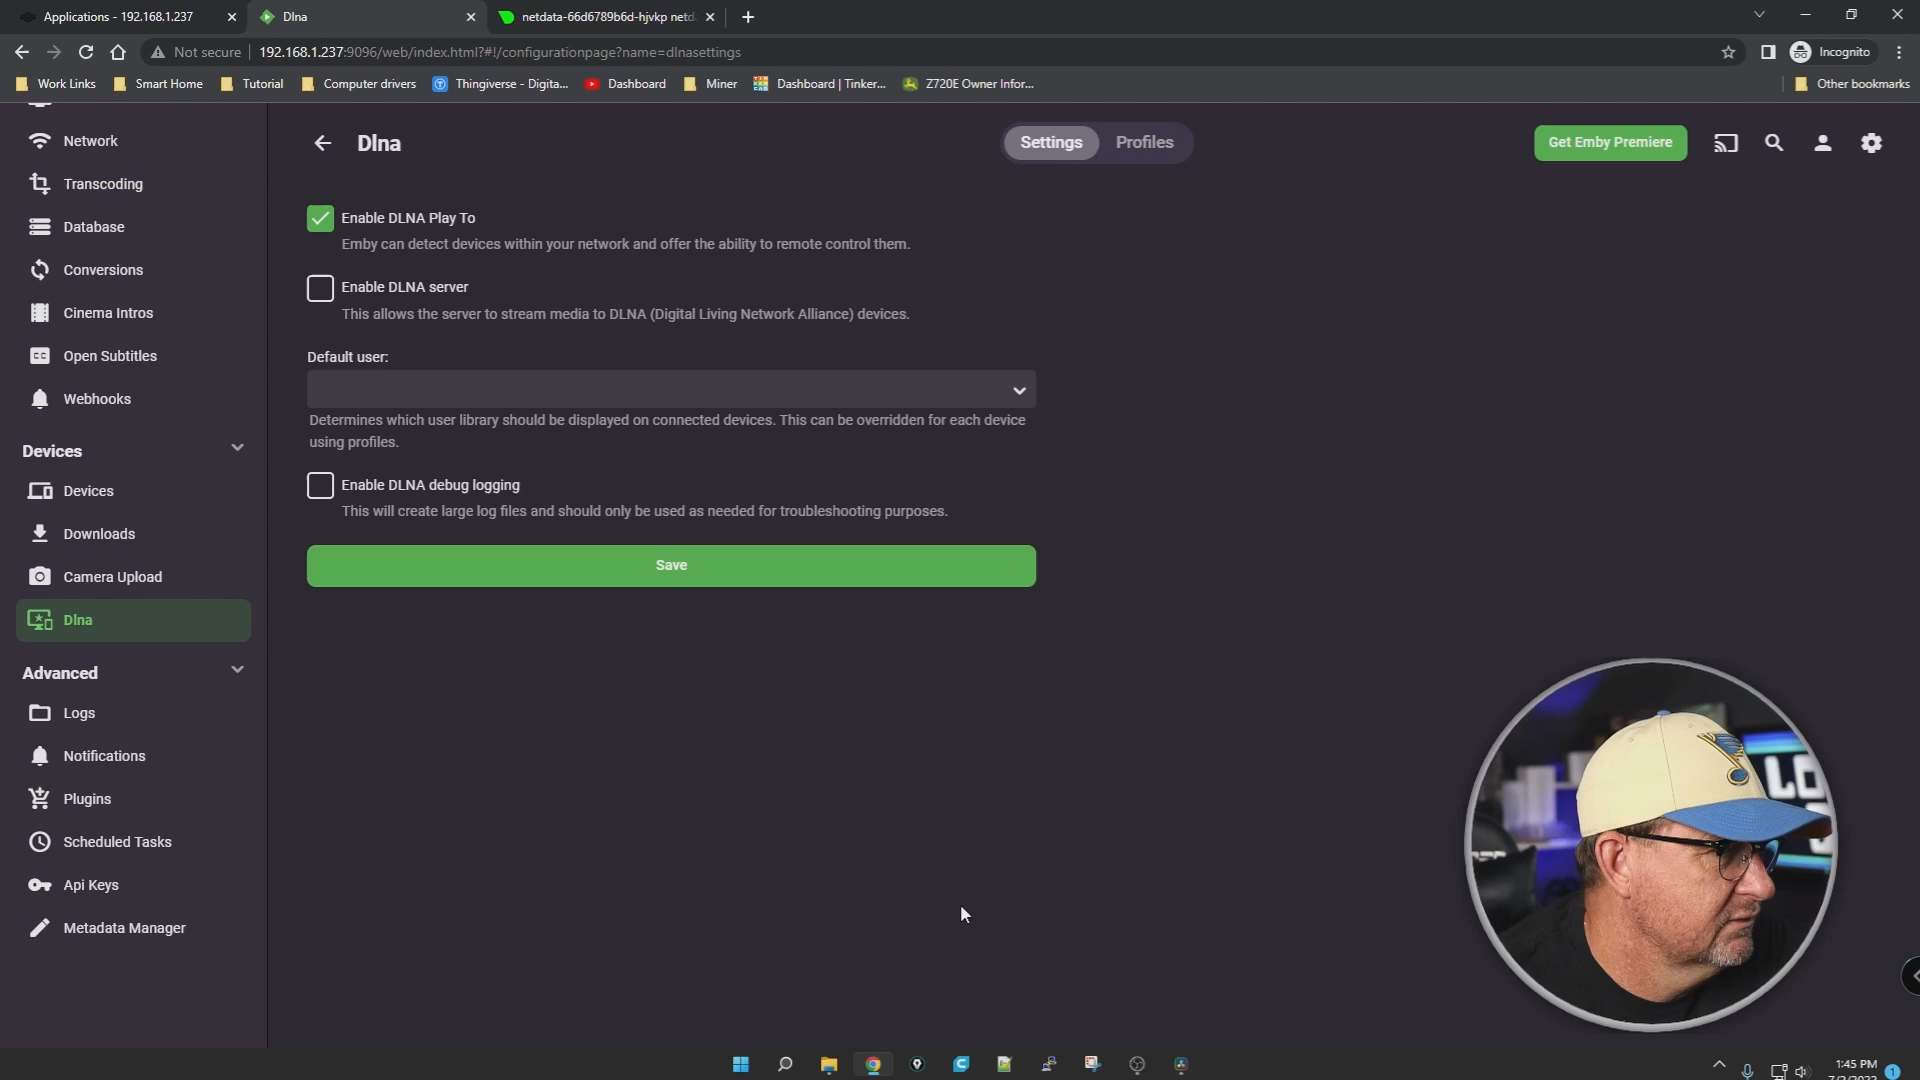 Applications - 192.168.1.237
Dlna
netdata-66d6789b6d-hjvkp netd
Not secure
192.168.1.237:9096/web/index.html?#!/configurationpage?name=dlnasettings
Incognito
Work Links
Smart Home
Tutorial
Computer drivers
Thingiverse - Digita...
Dashboard
Miner
Dashboard | Tinker...
Z720E Owner Infor...
Other bookmarks
Network
Transcoding
Database
Conversions
Cinema Intros
Open Subtitles
Webhooks
Devices
Devices
Downloads
Camera Upload
Dlna
Advanced
Logs
Notifications
Plugins
Scheduled Tasks
Api Keys
Metadata Manager
Dlna
Settings
Profiles
Get Emby Premiere
Enable DLNA Play To
Emby can detect devices within your network and offer the ability to remote control them.
Enable DLNA server
This allows the server to stream media to DLNA (Digital Living Network Alliance) devices.
Default user:
Determines which user library should be displayed on connected devices. This can be overridden for each device
using profiles.
Enable DLNA debug logging
This will create large log files and should only be used as needed for troubleshooting purposes.
Save
LO
1:45 PM
1